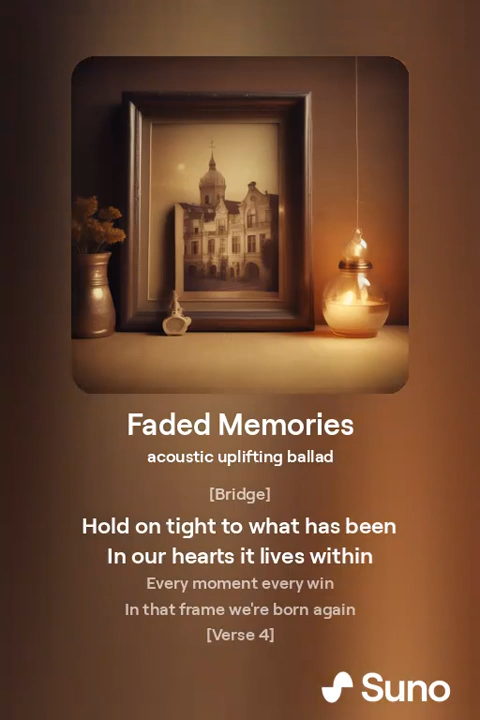 Faded Memories
acoustic uplifting ballad
[Bridge]
Hold on tight to what has been
In our hearts it lives within
Every moment every win
In that frame we're born again
[Verse 4]
Suno